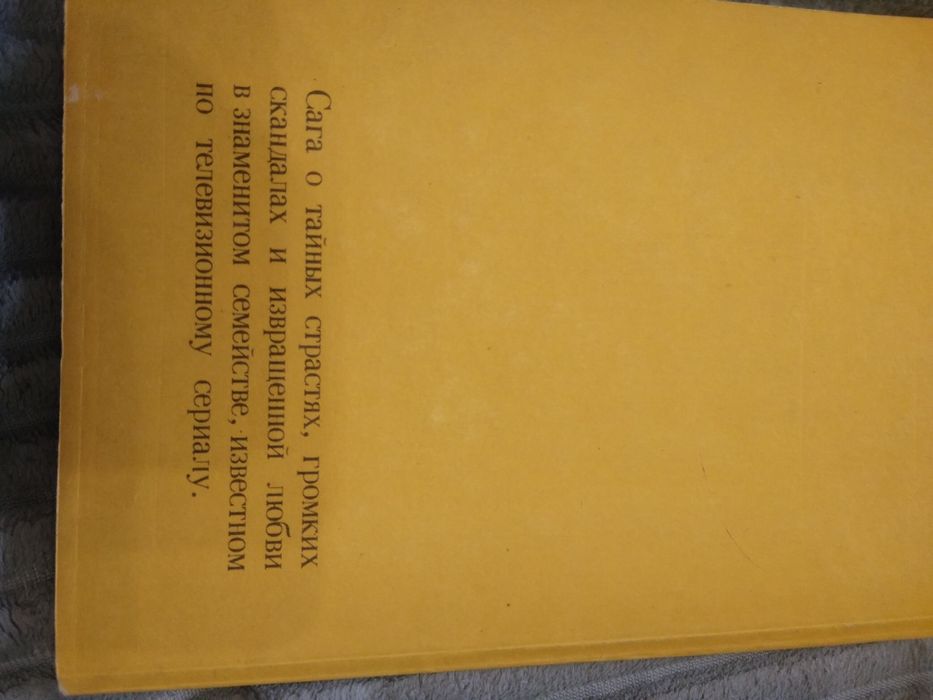 Сага о тайных страстях, громких
скандалах и извращенной любви
в знаменитом семействе, известном
по телевизионному сериалу.